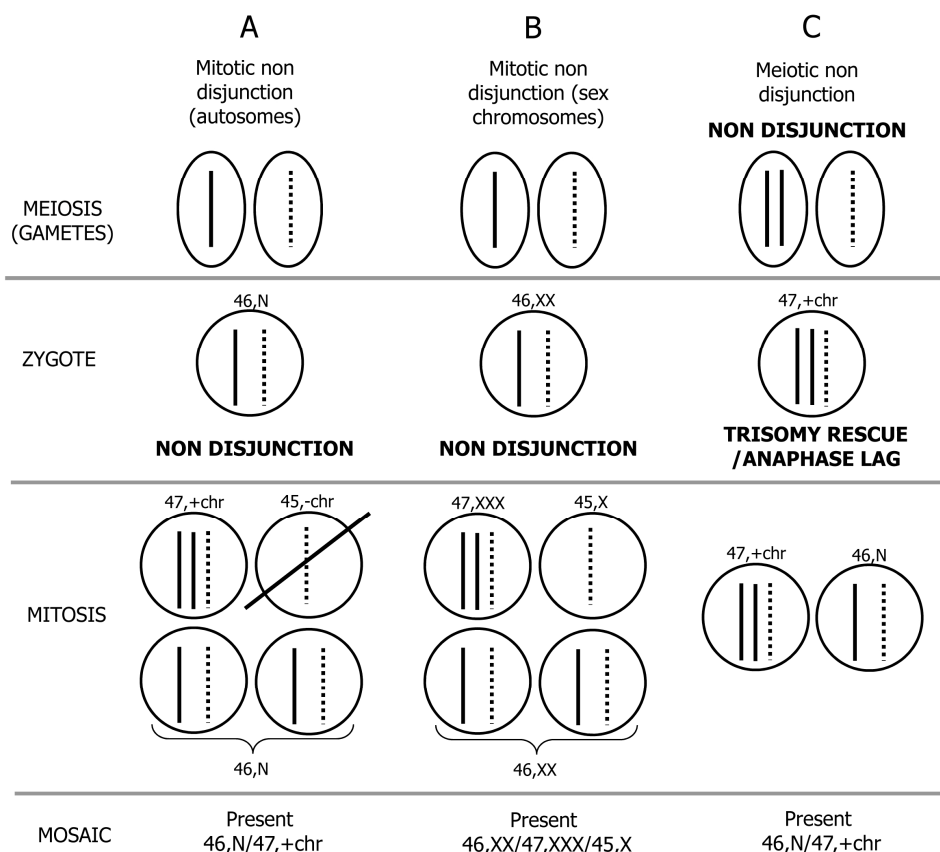 A
B
C
Mitotic non
disjunction
(autosomes)
Mitotic non
disjunction (sex
chromosomes)
Meiotic non
disjunction
NON DISJUNCTION
MEIOSIS
(GAMETES)
46,N
46,XX
47,+chr
ZYGOTE
NON DISJUNCTION
NON DISJUNCTION
TRISOMY RESCUE
/ANAPHASE LAG
47,+chr
45,-chr
47,XXX
45,X
47,+chr
46,N
MITOSIS
46,N
46,XX
MOSAIC
Present
46,N/47,+chr
Present
46,XX/47,XXX/45,X
Present
46,N/47,+chr